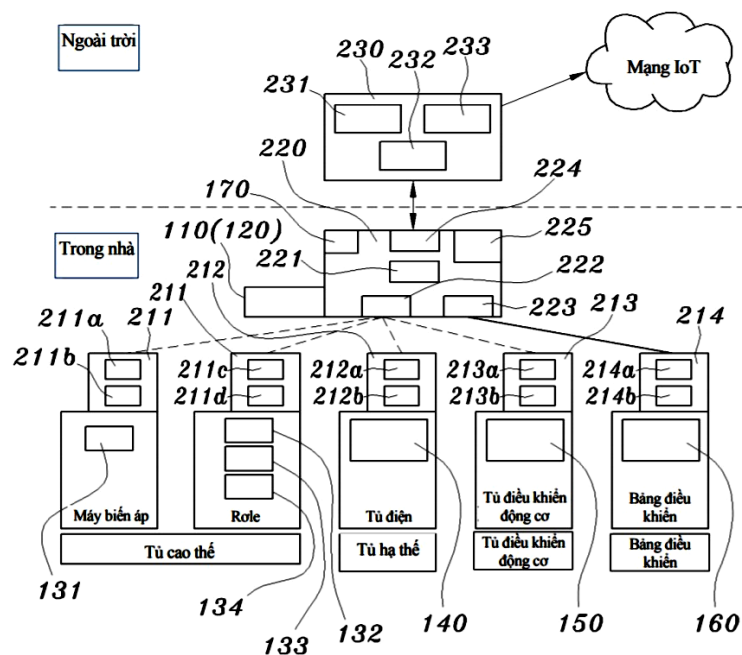 Ngoài trời
230
233
231
232
Mạng IoT
220
224
170
110(120)
225
Trong nhà
221
222
212
223
211a
211
211
212
213
214
211b
211c
212a
213a
214a
211d
212b
213b
214b
Máy biến áp
Rơle
Tủ điện
Tủ điều khiển
động cơ
Bảng điều
khiển
Tủ cao thế
Tủ hạ thế
Tủ điều khiển
động cơ
Bảng điều
khiển
131
134
133
132
140
150
160